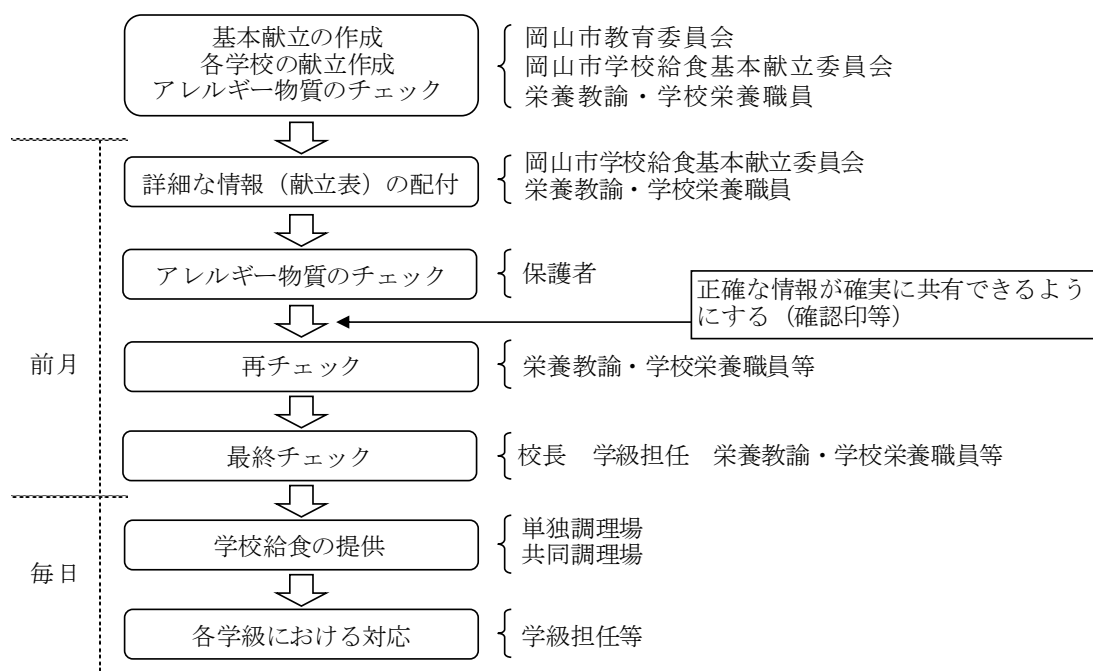 基本献立の作成
各学校の献立作成
アレルギー物質のチェック
岡山市教育委員会
岡山市学校給食基本献立委員会
栄養教諭・学校栄養職員
詳細な情報（献立表）の配付
岡山市学校給食基本献立委員会
栄養教諭・学校栄養職員
アレルギー物質のチェック
保護者
正確な情報が確実に共有できるよう
にする（確認印等）
前月
再チェック
栄養教諭・学校栄養職員等
最終チェック
校長　学級担任　栄養教諭・学校栄養職員等
毎日
学校給食の提供
単独調理場
共同調理場
各学級における対応
学級担任等